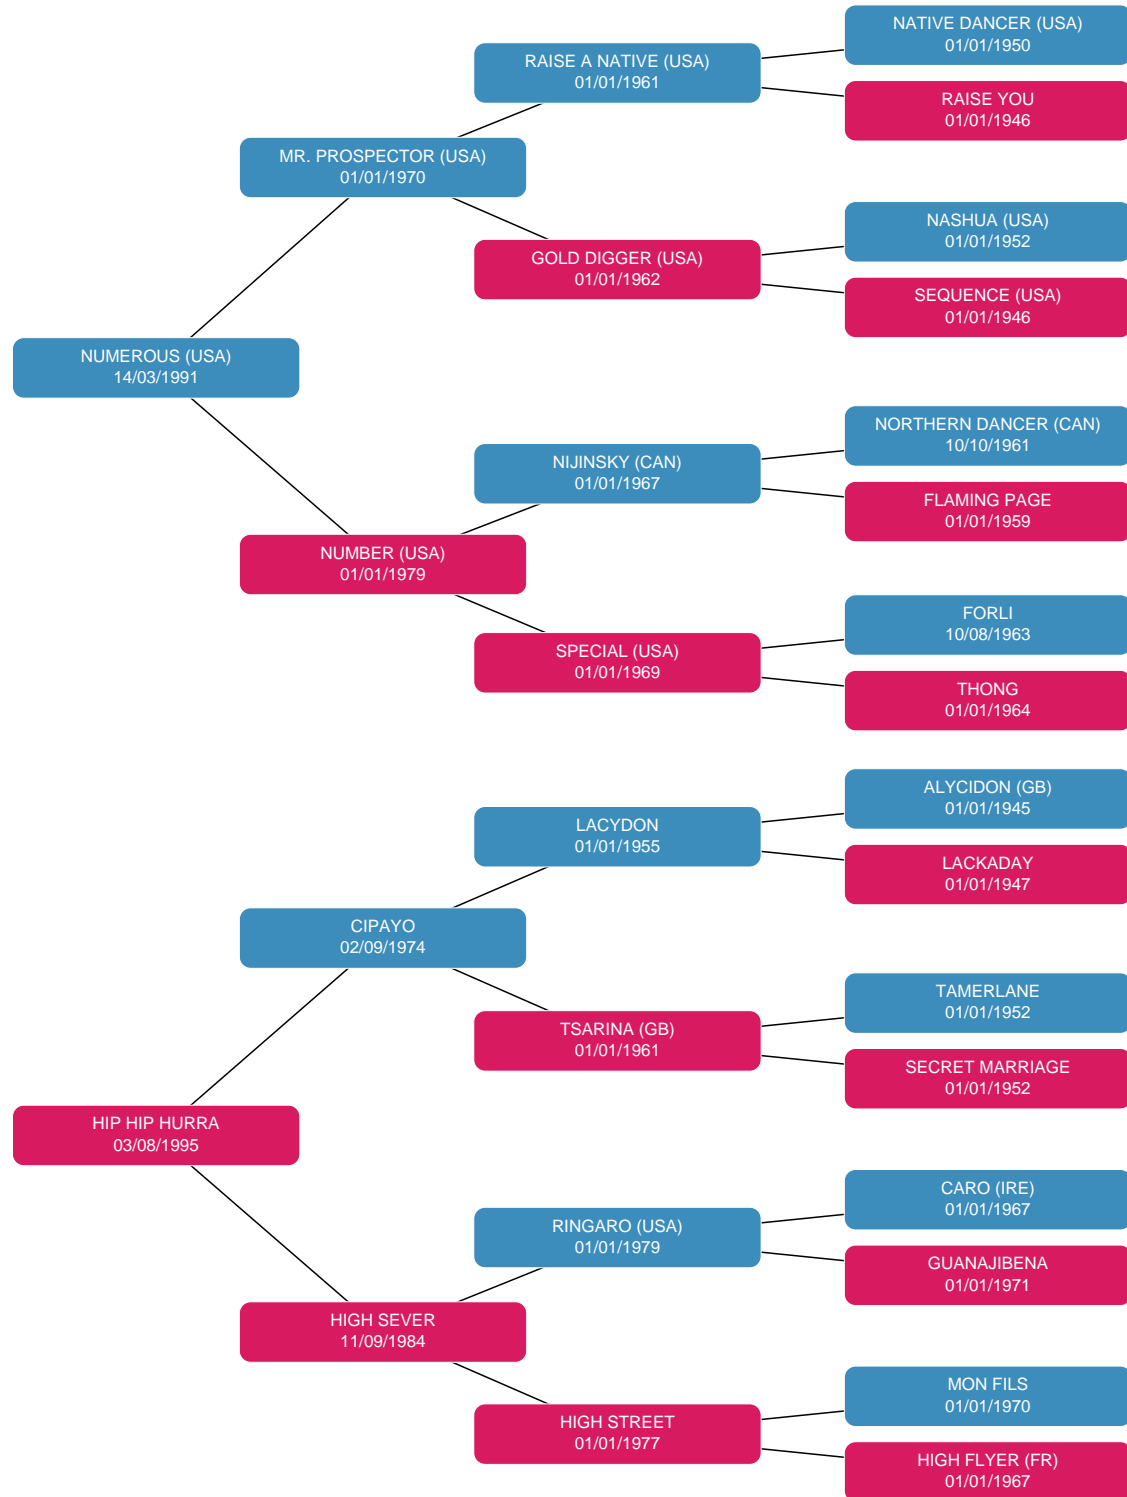 NATIVE DANCER (USA)
01/01/1950
RAISE A NATIVE (USA)
01/01/1961
RAISE YOU
01/01/1946
MR. PROSPECTOR (USA)
01/01/1970
NASHUA (USA)
01/01/1952
GOLD DIGGER (USA)
01/01/1962
SEQUENCE (USA)
01/01/1946
NUMEROUS (USA)
14/03/1991
NORTHERN DANCER (CAN)
10/10/1961
NIJINSKY (CAN)
01/01/1967
FLAMING PAGE
01/01/1959
NUMBER (USA)
01/01/1979
FORLI
10/08/1963
SPECIAL (USA)
01/01/1969
THONG
01/01/1964
ALYCIDON (GB)
01/01/1945
LACYDON
01/01/1955
LACKADAY
01/01/1947
CIPAYO
02/09/1974
TAMERLANE
01/01/1952
TSARINA (GB)
01/01/1961
SECRET MARRIAGE
01/01/1952
HIP HIP HURRA
03/08/1995
CARO (IRE)
01/01/1967
RINGARO (USA)
01/01/1979
GUANAJIBENA
01/01/1971
HIGH SEVER
11/09/1984
MON FILS
01/01/1970
HIGH STREET
01/01/1977
HIGH FLYER (FR)
01/01/1967